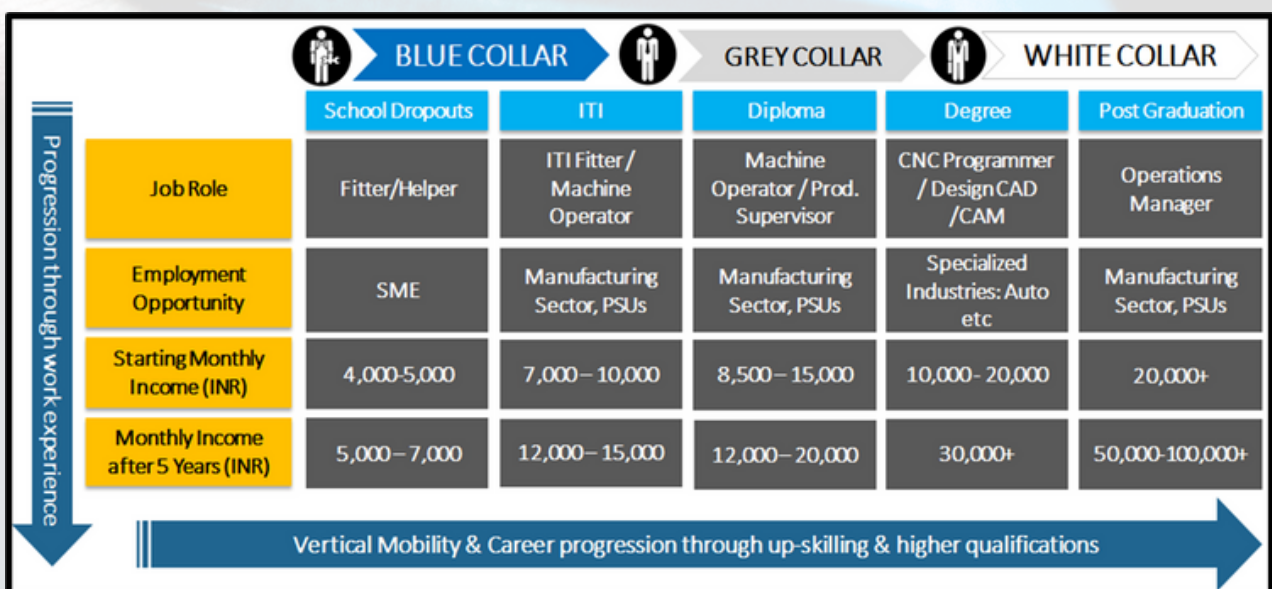 BLUE COLLAR
GREY COLLAR
WHITE COLLAR
School Dropouts
ITI
Diploma
Degree
Post Graduation
Progression through work experience
Job Role
Fitter/Helper
ITI Fitter /
Machine
Operator
Machine
Operator / Prod.
Supervisor
CNC Programmer
/ Design CAD
/CAM
Operations
Manager
Employment
Opportunity
SME
Manufacturing
Sector, PSUs
Manufacturing
Sector, PSUs
Specialized
Industries: Auto
etc
Manufacturing
Sector, PSUs
Starting Monthly
Income (INR)
4,000-5,000
7,000 – 10,000
8,500 – 15,000
10,000 - 20,000
20,000+
Monthly Income
after 5 Years (INR)
5,000 – 7,000
12,000 – 15,000
12,000 – 20,000
30,000+
50,000-100,000+
Vertical Mobility & Career progression through up-skilling & higher qualifications